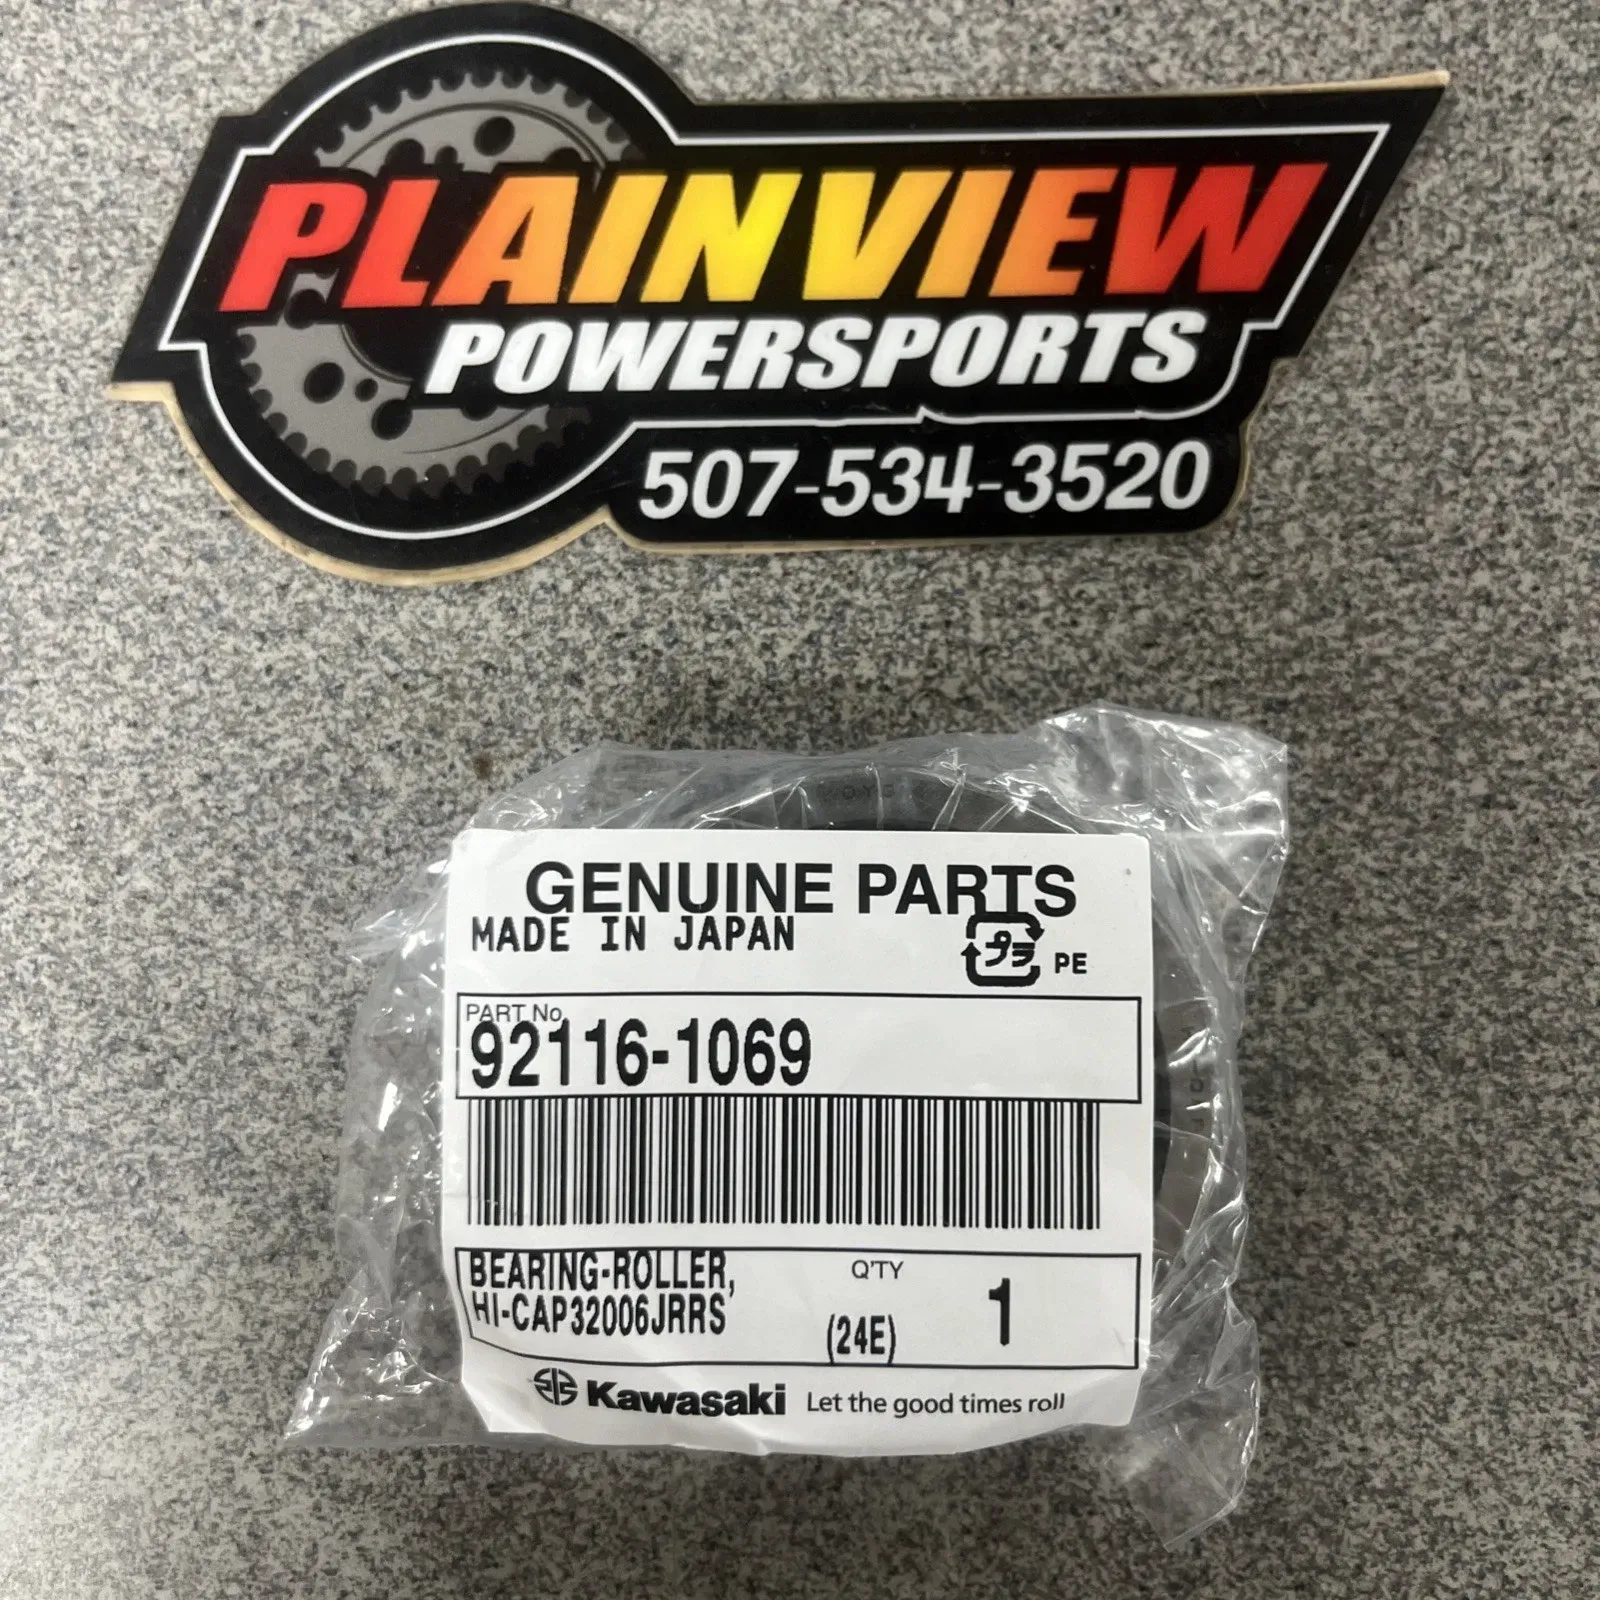 PLAINVIEW
POWERSPORTS
507-534-3520
GENUINE PARTS
MADE IN JAPAN
プラ PE
PART No.
92116-1069
BEARING-ROLLER,
HI-CAP32006JRRS
Q'TY
(24E)
1
Kawasaki Let the good times roll